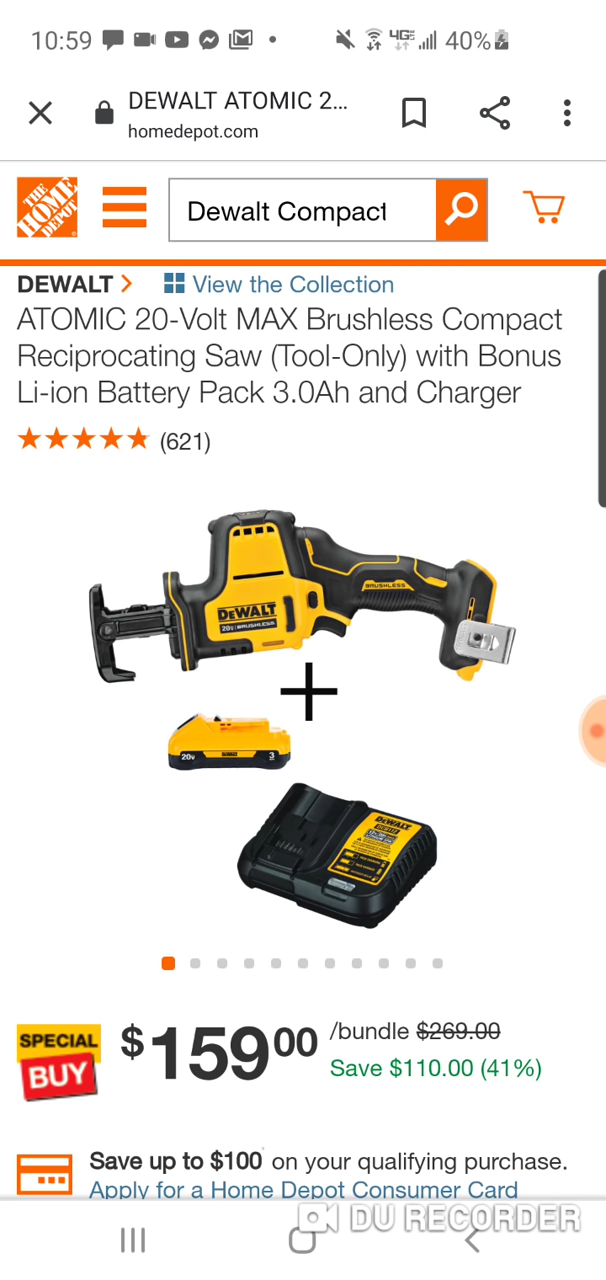 10:59
4GE 40%
DEWALT ATOMIC 2...
homedepot.com
THE HOME DEPOT
Dewalt Compact
DEWALT > View the Collection
ATOMIC 20-Volt MAX Brushless Compact
Reciprocating Saw (Tool-Only) with Bonus
Li-ion Battery Pack 3.0Ah and Charger
(621)
BRUSHLESS
DEWALT
20V BRUSHLESS
+
20V DEWALT 3
DEWALT
DCB112
SPECIAL
BUY
$15900
/bundle $269.00
Save $110.00 (41%)
Save up to $100 on your qualifying purchase.
Apply for a Home Depot Consumer Card
DU RECORDER